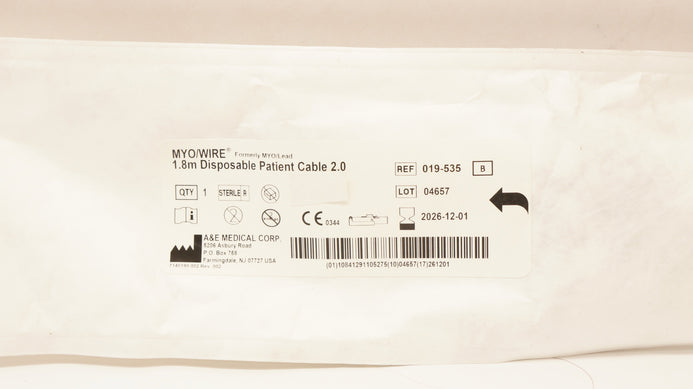 MYO/WIRE® Formerly MYO/Lead
1.8m Disposable Patient Cable 2.0
REF 019-535 B
QTY 1 STERILE R
LOT 04657
CE 0344
2026-12-01
A&E MEDICAL CORP.
5206 Asbury Road
P.O. Box 758
Farmingdale, NJ 07727 USA
(01)10841291105275(10)04657(17)261201